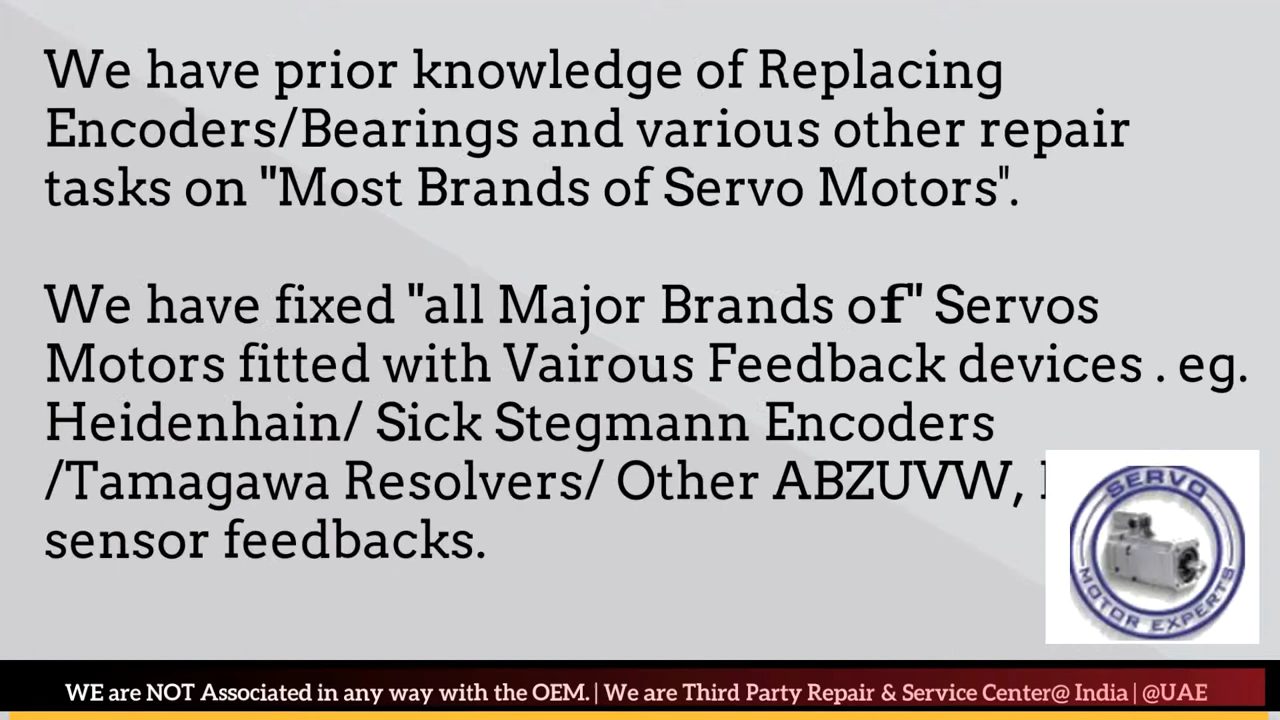 We have prior knowledge of Replacing
Encoders/Bearings and various other repair
tasks on "Most Brands of Servo Motors".
We have fixed "all Major Brands of" Servos
Motors fitted with Vairous Feedback devices . eg.
Heidenhain/ Sick Stegmann Encoders
/Tamagawa Resolvers/ Other ABZUVW,
sensor feedbacks.
SERVO
MOTOR EXPERTS
WE are NOT Associated in any way with the OEM. | We are Third Party Repair & Service Center@ India | @UAE